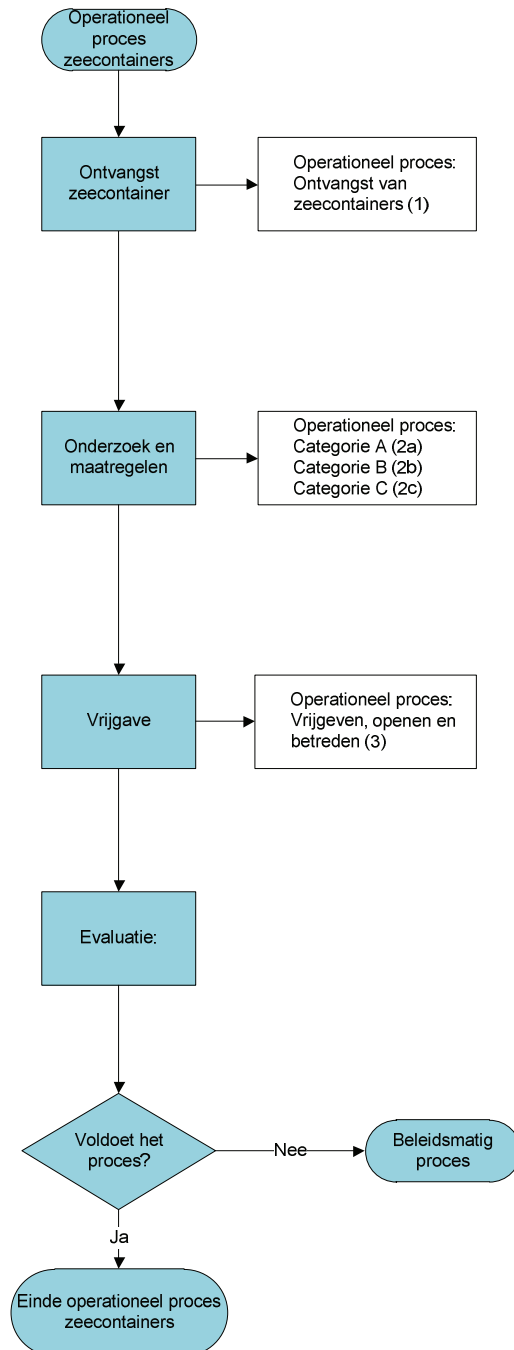 Operationeel
proces
zeecontainers
Ontvangst
zeecontainer
Operationeel proces:
Ontvangst van
zeecontainers (1)
Onderzoek en
maatregelen
Operationeel proces:
Categorie A (2a)
Categorie B (2b)
Categorie C (2c)
Vrijgave
Operationeel proces:
Vrijgeven, openen en
betreden (3)
Evaluatie:
Voldoet het
proces?
Nee
Beleidsmatig
proces
Ja
Einde operationeel proces
zeecontainers